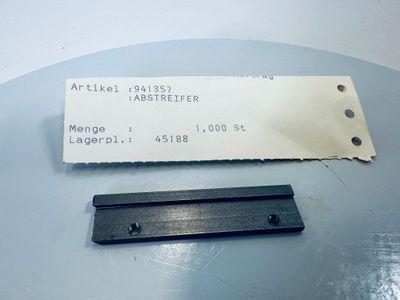 Artikel :941357
:ABSTREIFER
Menge : 1,000 St
Lagerpl.: 45188